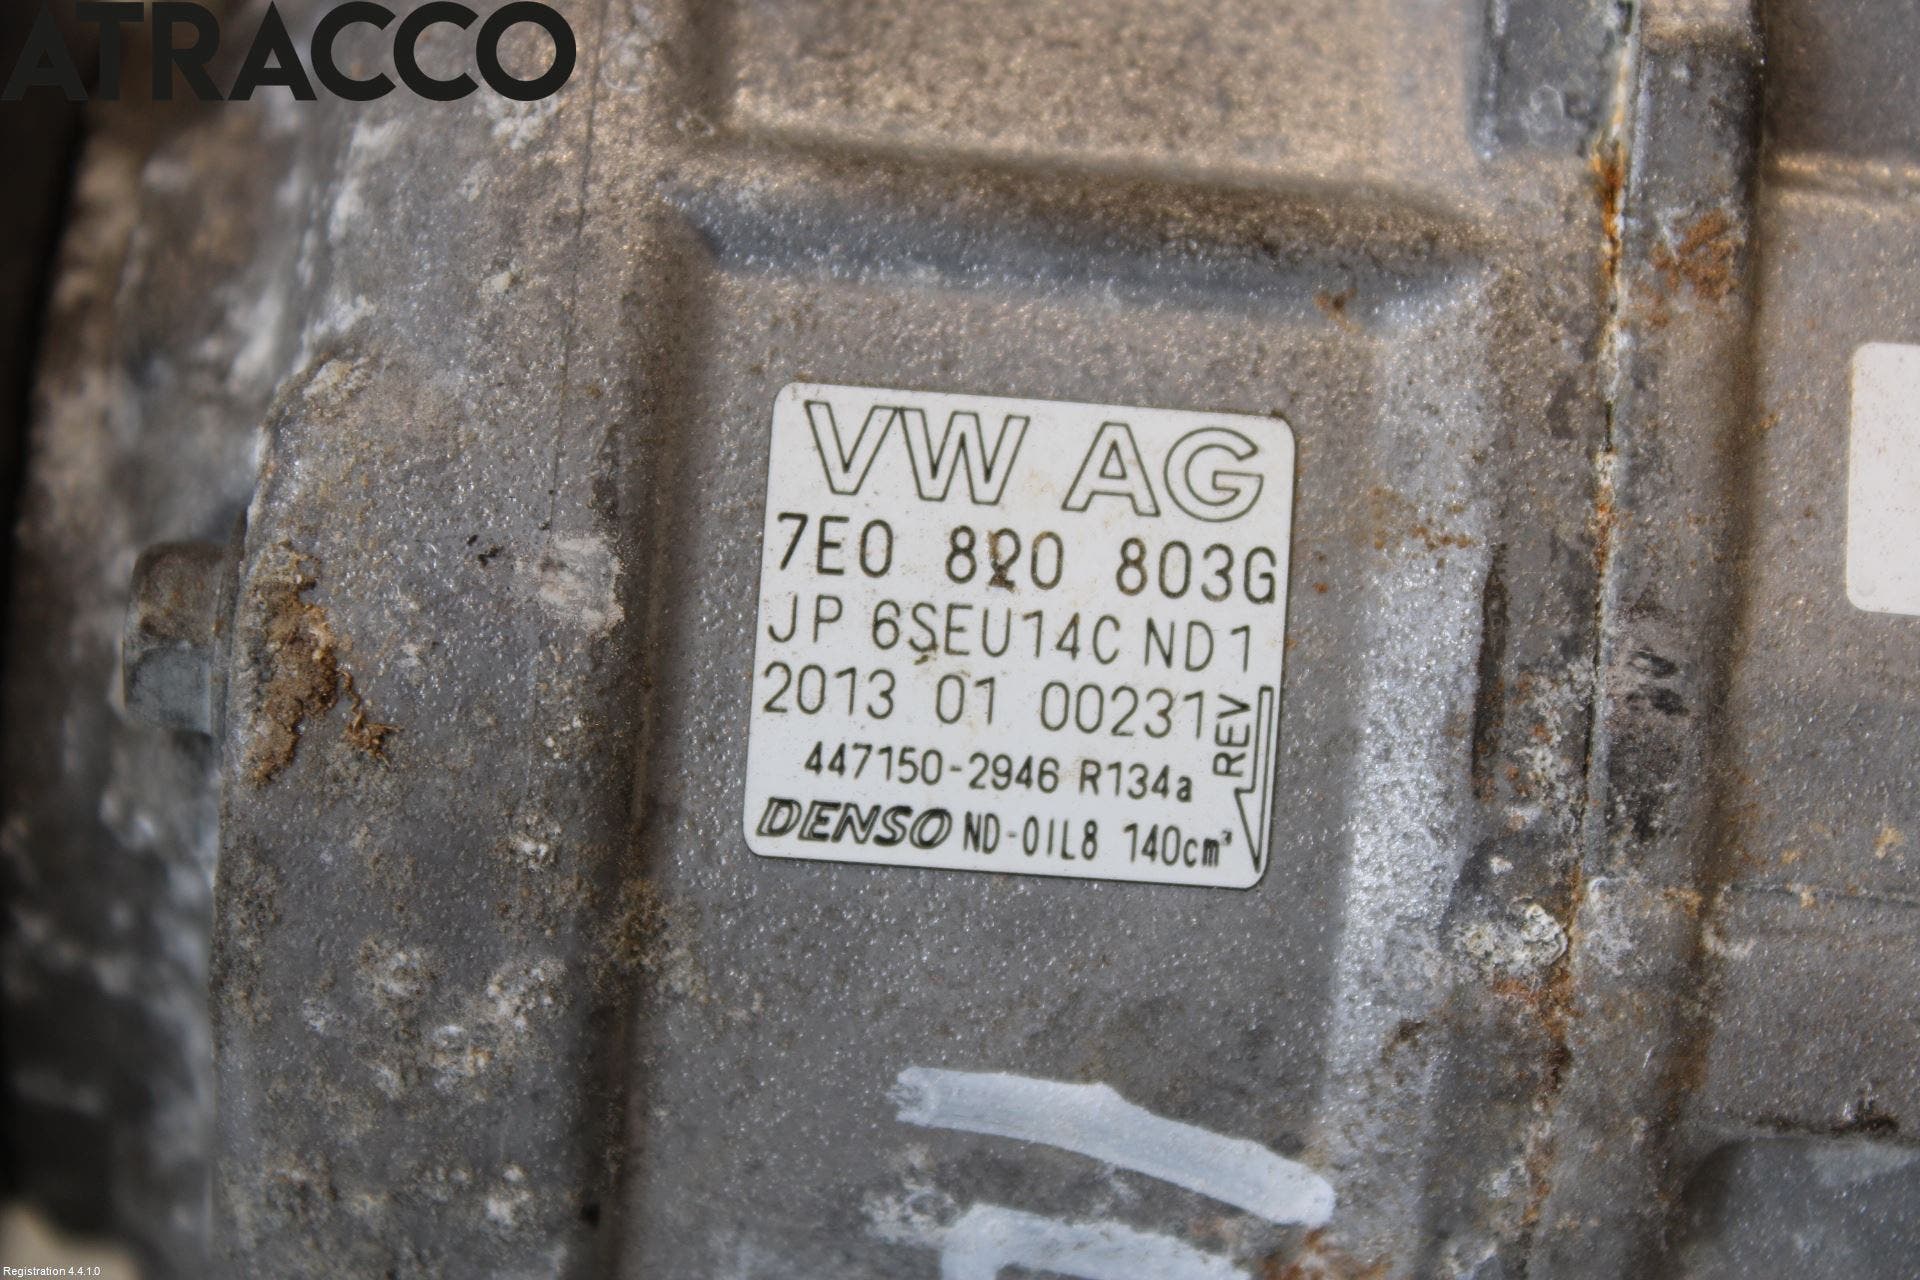 ATRACCO
VW AG
7E0 820 803G
JP 6SEU14C ND1
2013 01 00231
REV
447150-2946 R134a
DENSO ND-OIL8 140cm³
Registration 4.4.1.0